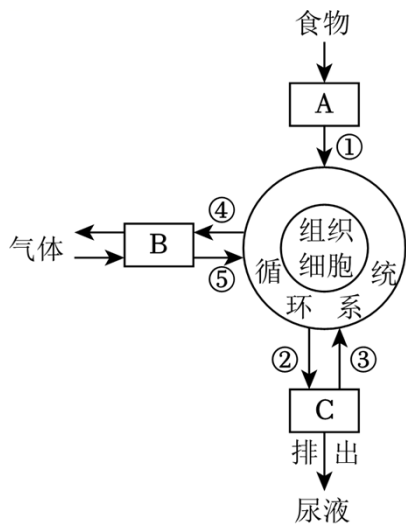 食物
A
①
④
气体
B
组织
细胞
⑤
循环系统
②
③
C
排出
尿液